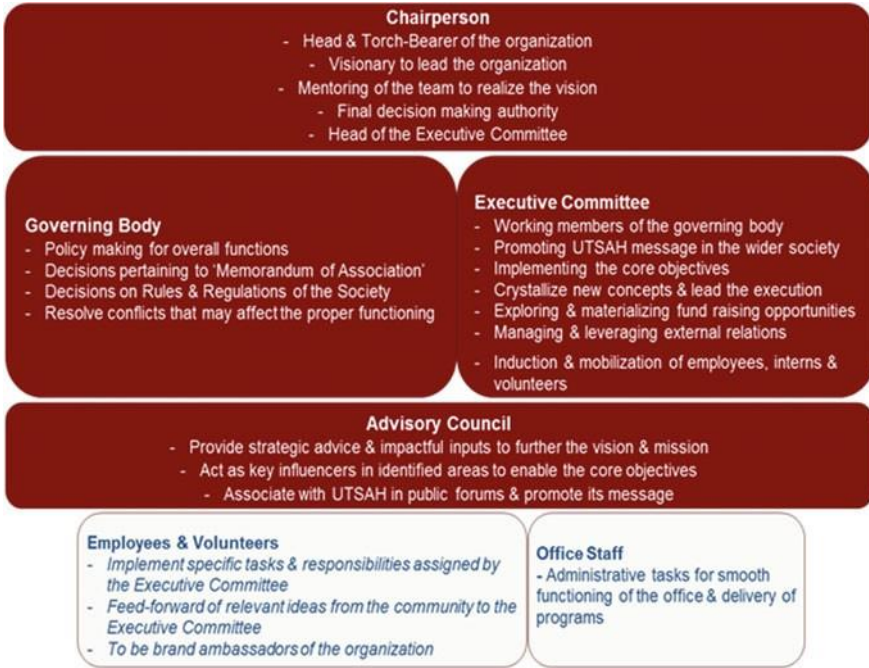 Chairperson
- Head & Torch-Bearer of the organization
- Visionary to lead the organization
- Mentoring of the team to realize the vision
- Final decision making authority
- Head of the Executive Committee
Governing Body
- Policy making for overall functions
- Decisions pertaining to ‘Memorandum of Association’
- Decisions on Rules & Regulations of the Society
- Resolve conflicts that may affect the proper functioning
Executive Committee
- Working members of the governing body
- Promoting UTSAH message in the wider society
- Implementing the core objectives
- Crystallize new concepts & lead the execution
- Exploring & materializing fund raising opportunities
- Managing & leveraging external relations
- Induction & mobilization of employees, interns &
volunteers
Advisory Council
- Provide strategic advice & impactful inputs to further the vision & mission
- Act as key influencers in identified areas to enable the core objectives
- Associate with UTSAH in public forums & promote its message
Employees & Volunteers
- Implement specific tasks & responsibilities assigned by
the Executive Committee
- Feed-forward of relevant ideas from the community to the
Executive Committee
- To be brand ambassadors of the organization
Office Staff
- Administrative tasks for smooth
functioning of the office & delivery of
programs